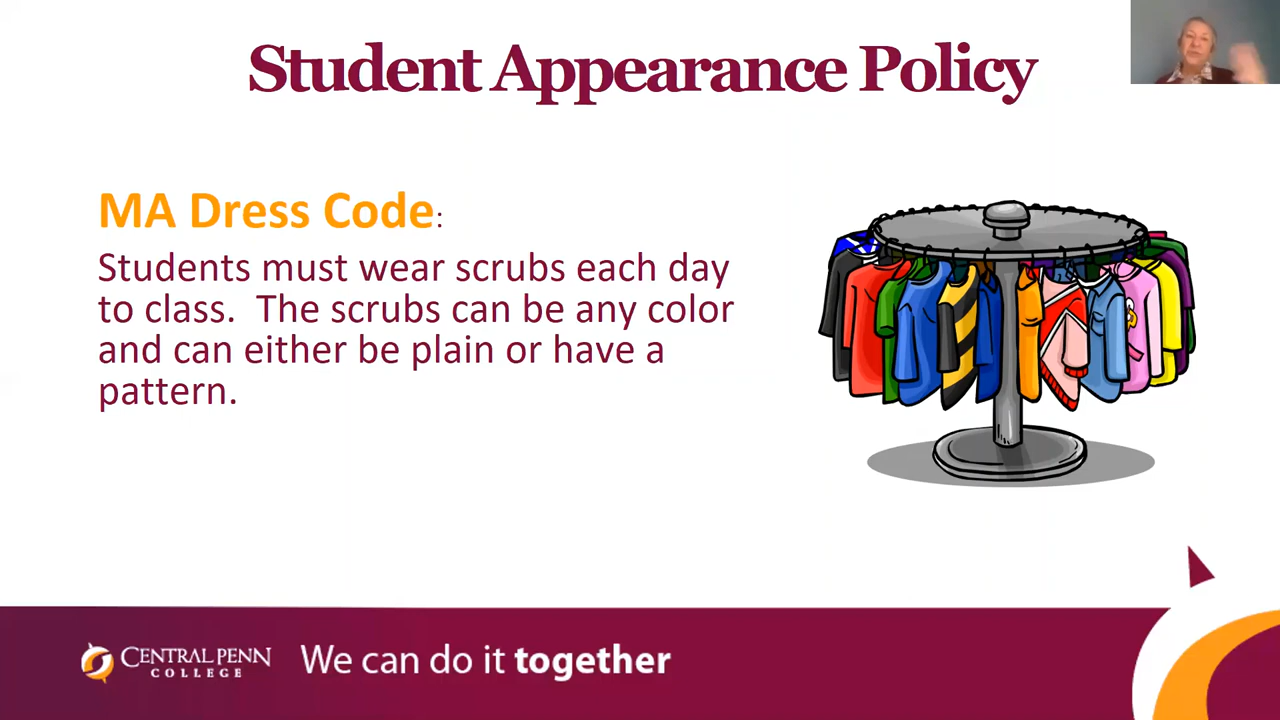 Student Appearance Policy
MA Dress Code:
Students must wear scrubs each day
to class.  The scrubs can be any color
and can either be plain or have a
pattern.
CENTRAL PENN
COLLEGE
We can do it together